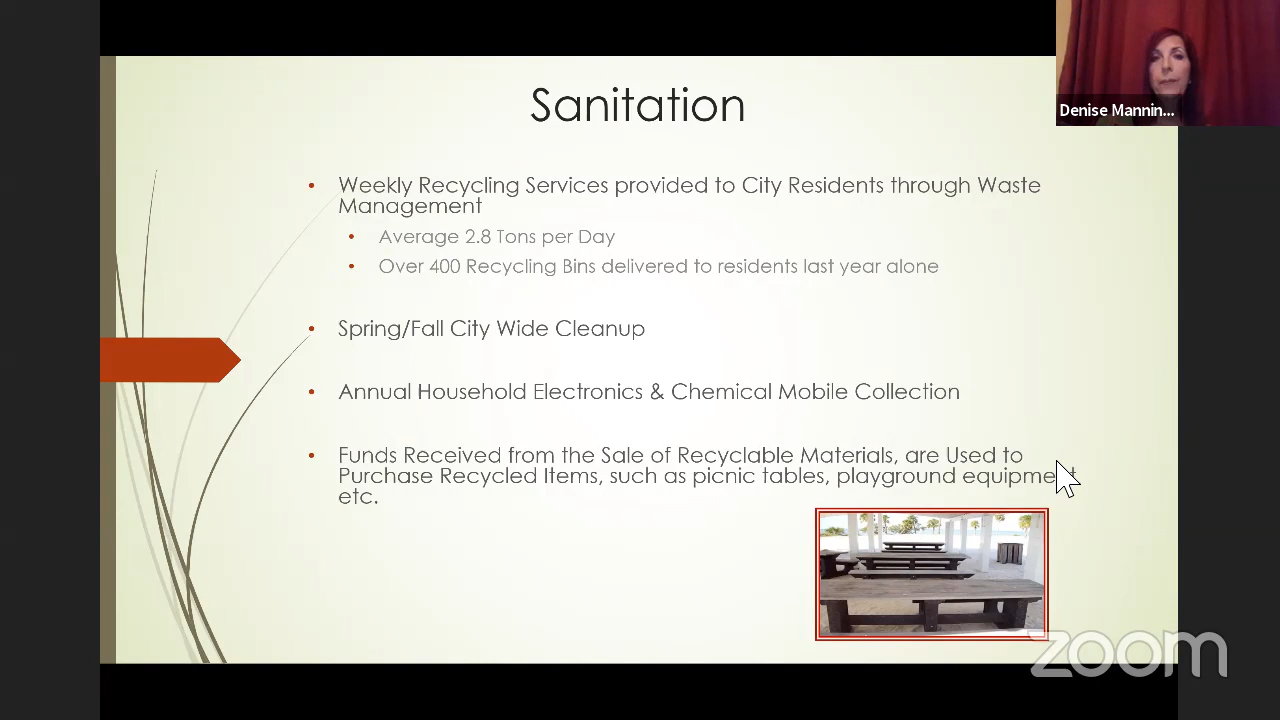 Sanitation
Denise Mannin...
• Weekly Recycling Services provided to City Residents through Waste
Management
• Average 2.8 Tons per Day
• Over 400 Recycling Bins delivered to residents last year alone
• Spring/Fall City Wide Cleanup
• Annual Household Electronics & Chemical Mobile Collection
• Funds Received from the Sale of Recyclable Materials, are Used to
Purchase Recycled Items, such as picnic tables, playground equipment
etc.
zoom